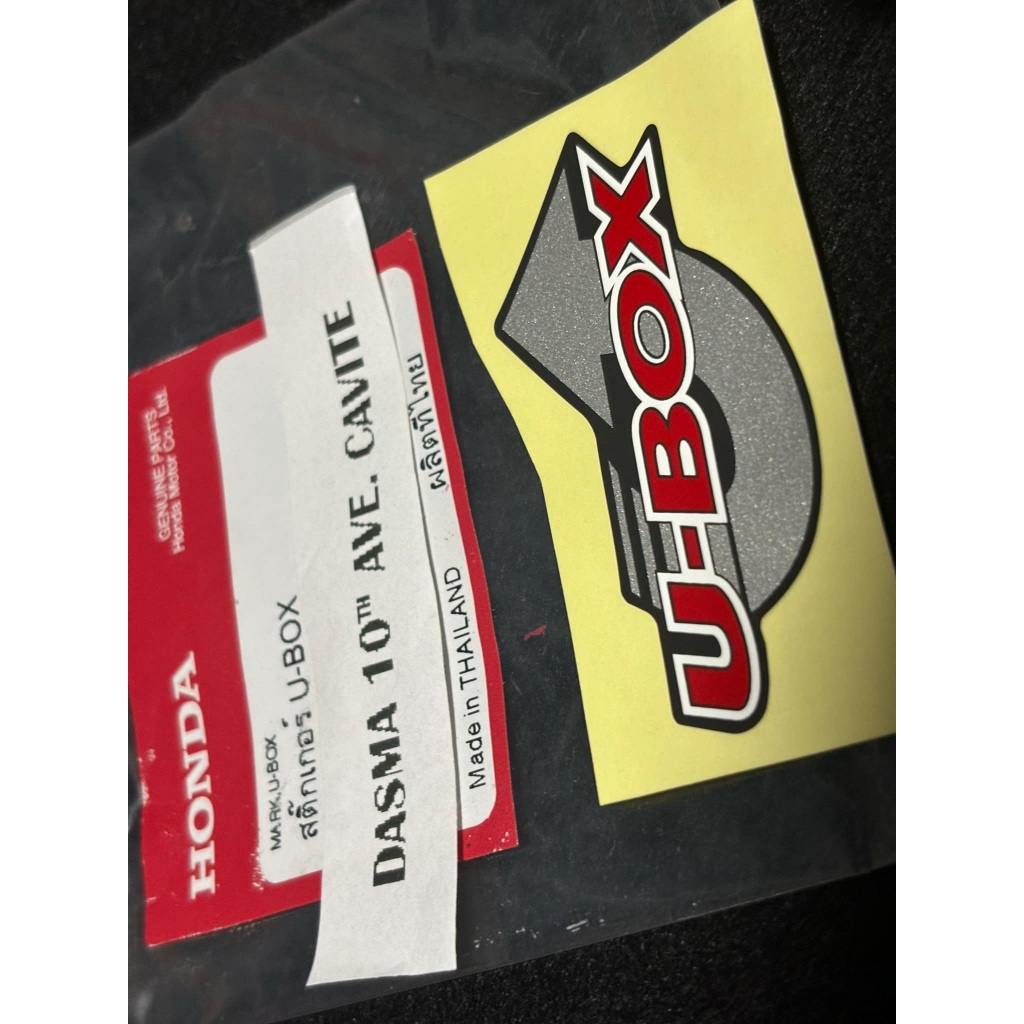 HONDA
GENUINE PARTS
Honda Motor Co., Ltd.
MARK,U-BOX
สติ๊กเกอร์ U-BOX
DASMA 10TH AVE. CAVITE
Made in THAILAND ผลิตที่ไทย
U-BOX